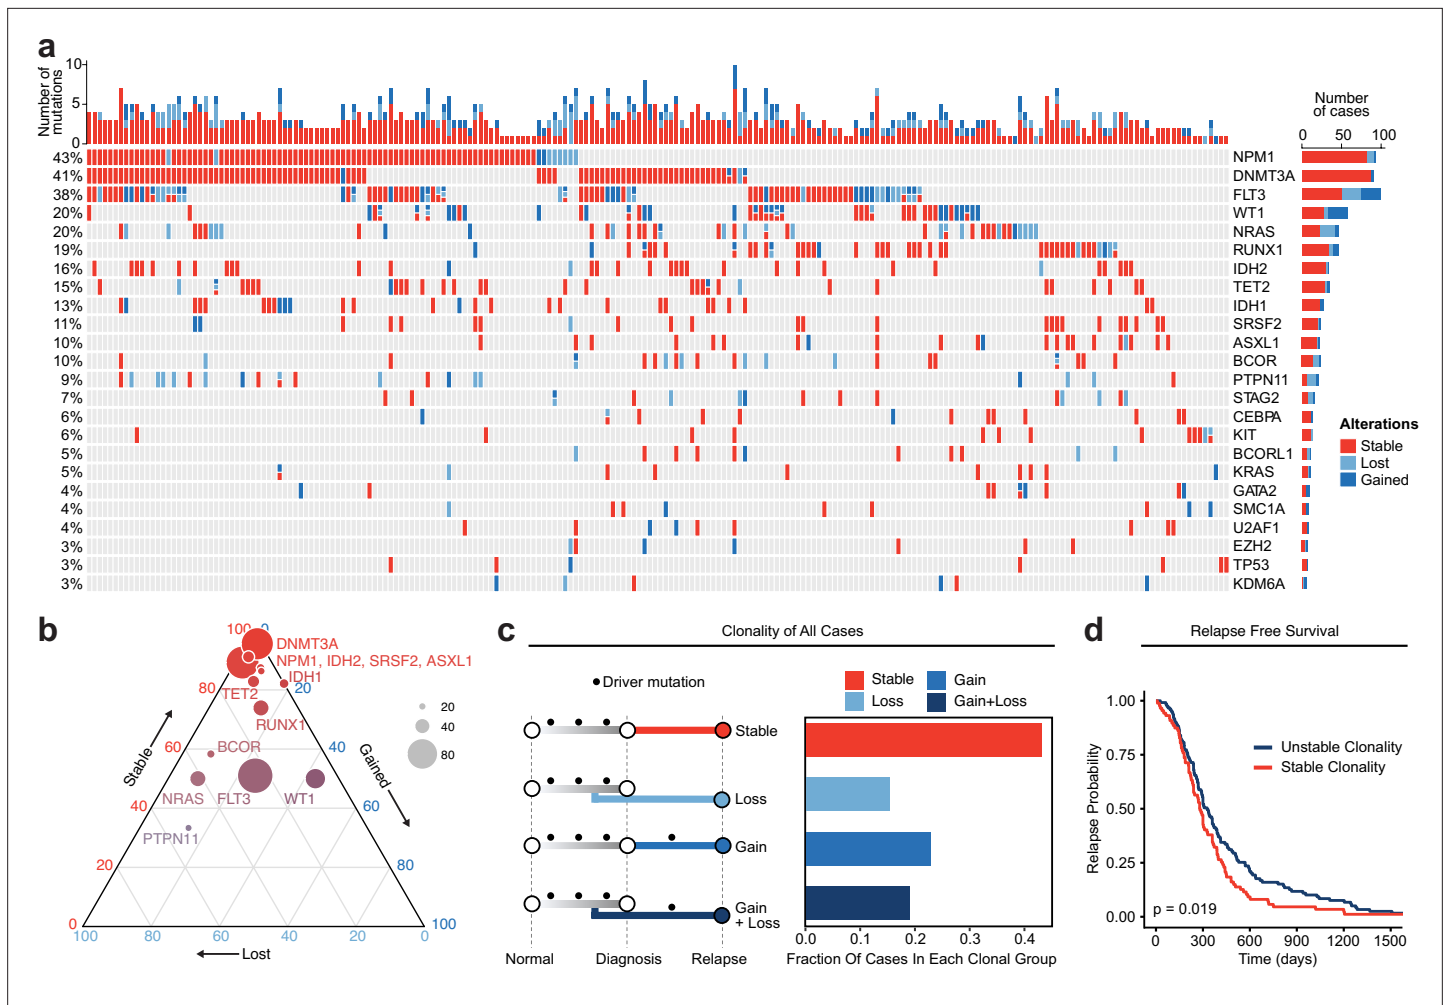 a
Number of
mutations
10
5
0
Number
of cases
0 50 100
43% NPM1
41% DNMT3A
38% FLT3
20% WT1
20% NRAS
19% RUNX1
16% IDH2
15% TET2
13% IDH1
11% SRSF2
10% ASXL1
10% BCOR
9% PTPN11
7% STAG2
6% CEBPA
6% KIT
5% BCORL1
5% KRAS
4% GATA2
4% SMC1A
4% U2AF1
3% EZH2
3% TP53
3% KDM6A
Alterations
Stable
Lost
Gained
b
100 0
DNMT3A
NPM1, IDH2, SRSF2, ASXL1
IDH1
80 TET2 20
RUNX1
20
40
80
60 BCOR 40
Stable
Gained
NRAS FLT3 WT1
40 60
PTPN11
20 80
0 100
100 80 60 40 20 0
Lost
c
Clonality of All Cases
Driver mutation
Stable
Loss
Gain
Gain+Loss
Stable
Loss
Gain
Gain
+ Loss
Normal Diagnosis Relapse
0.0 0.1 0.2 0.3 0.4
Fraction Of Cases In Each Clonal Group
d
Relapse Free Survival
Relapse Probability
1.00
0.75
0.50
0.25
0.00
Unstable Clonality
Stable Clonality
p = 0.019
0 300 600 900 1200 1500
Time (days)